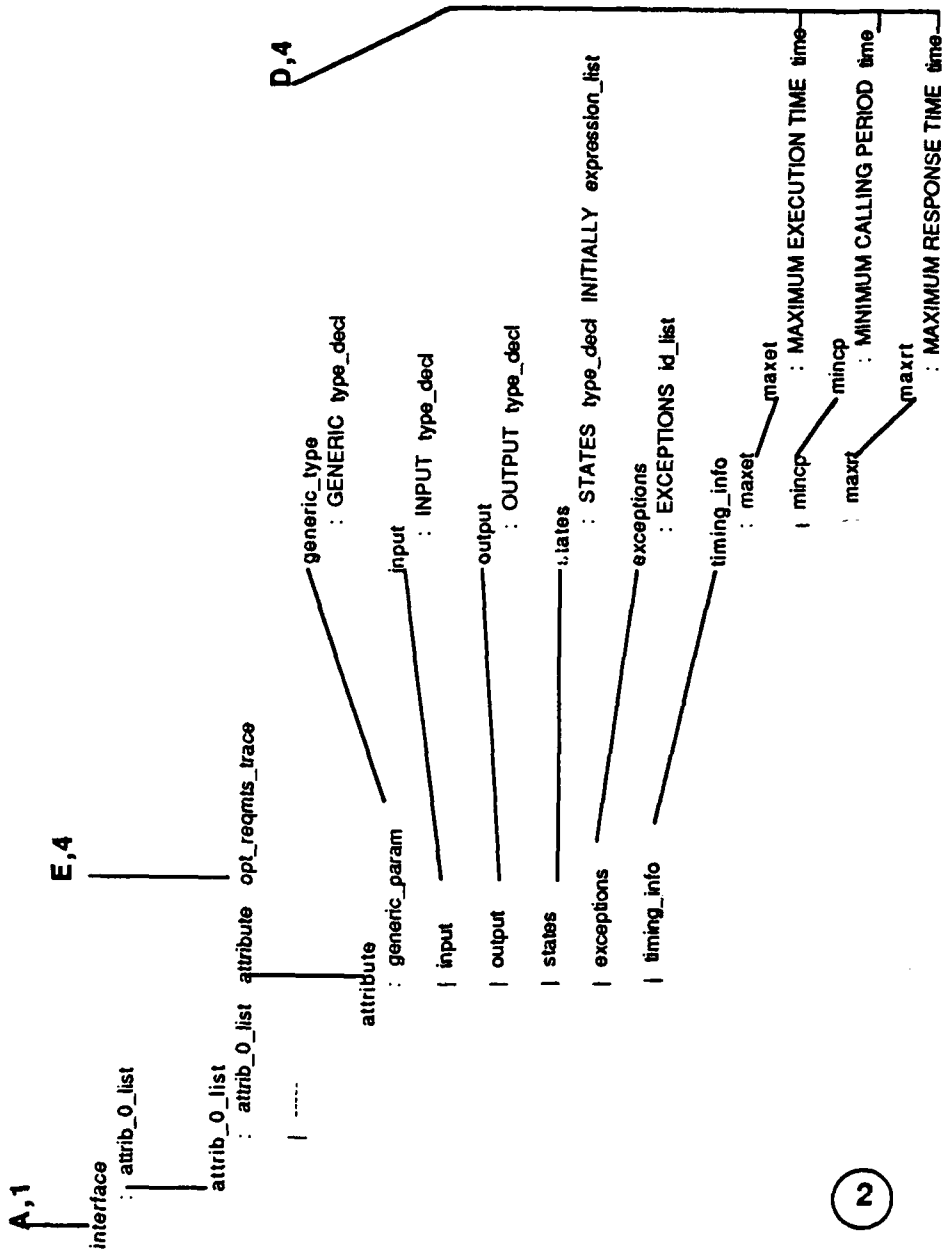 A,1
interface
: attrib_0_list
attrib_0_list
: attrib_0_list attribute opt_reqmts_trace
| -----
E,4
attribute
: generic_param
| input
| output
| states
| exceptions
| timing_info
generic_type
: GENERIC type_decl
input
: INPUT type_decl
output
: OUTPUT type_decl
: STATES type_decl INITIALLY expression_list
exceptions
: EXCEPTIONS id_list
timing_info
: maxet
| mincp
maxrt
maxet
: MAXIMUM EXECUTION TIME time
mincp
: MINIMUM CALLING PERIOD time
maxrt
: MAXIMUM RESPONSE TIME time
D,4
2